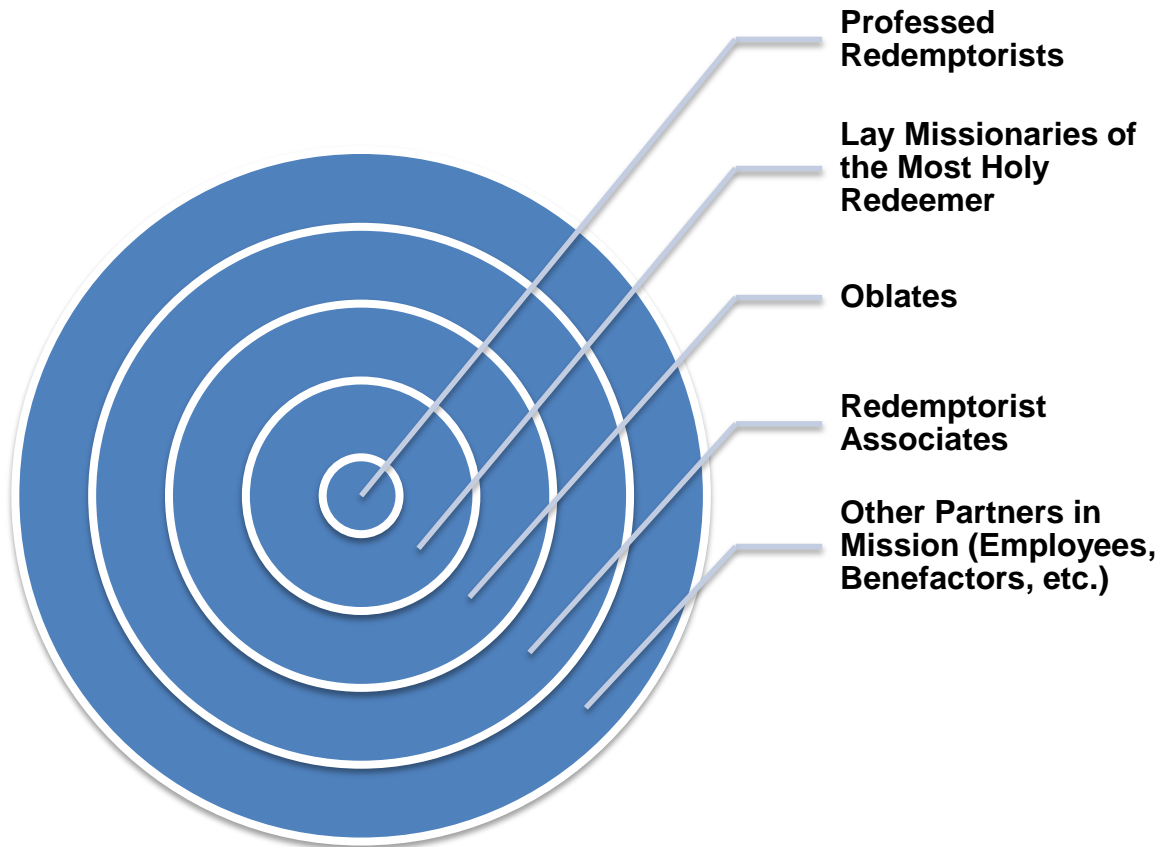 Professed
Redemptorists
Lay Missionaries of
the Most Holy
Redeemer
Oblates
Redemptorist
Associates
Other Partners in
Mission (Employees,
Benefactors, etc.)